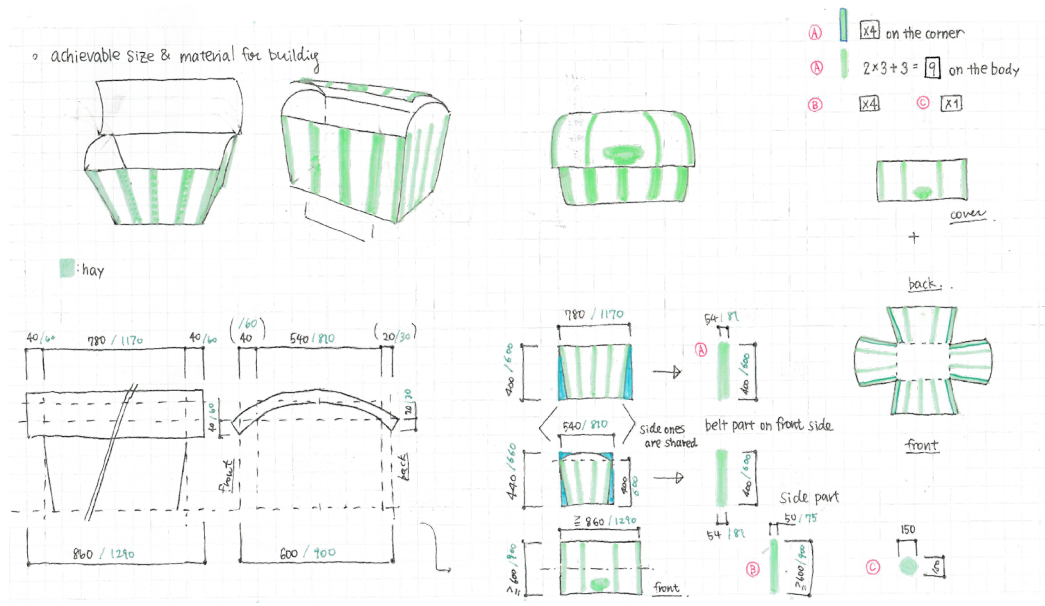 ◦ achievable size & material for buildiy
Ⓐ x4 on the corner
Ⓐ 2×3+3= 9 on the body
Ⓑ x4 Ⓒ x1
cover
+
back.
front
:hay
40/60 780 / 1170 40/60
(/60) 40 540/810 (20/30)
40/60
20/30
front
back
860 / 1290
600 / 900
780 / 1170
54/81
400/600
Ⓐ
400/600
side ones
are shared
belt part on front side
540 / 810
440/660
400
600
400/600
54 / 81
side part
≧ 860 / 1290
≧600/900
front
50/75
Ⓑ
≧600/900
Ⓒ
150